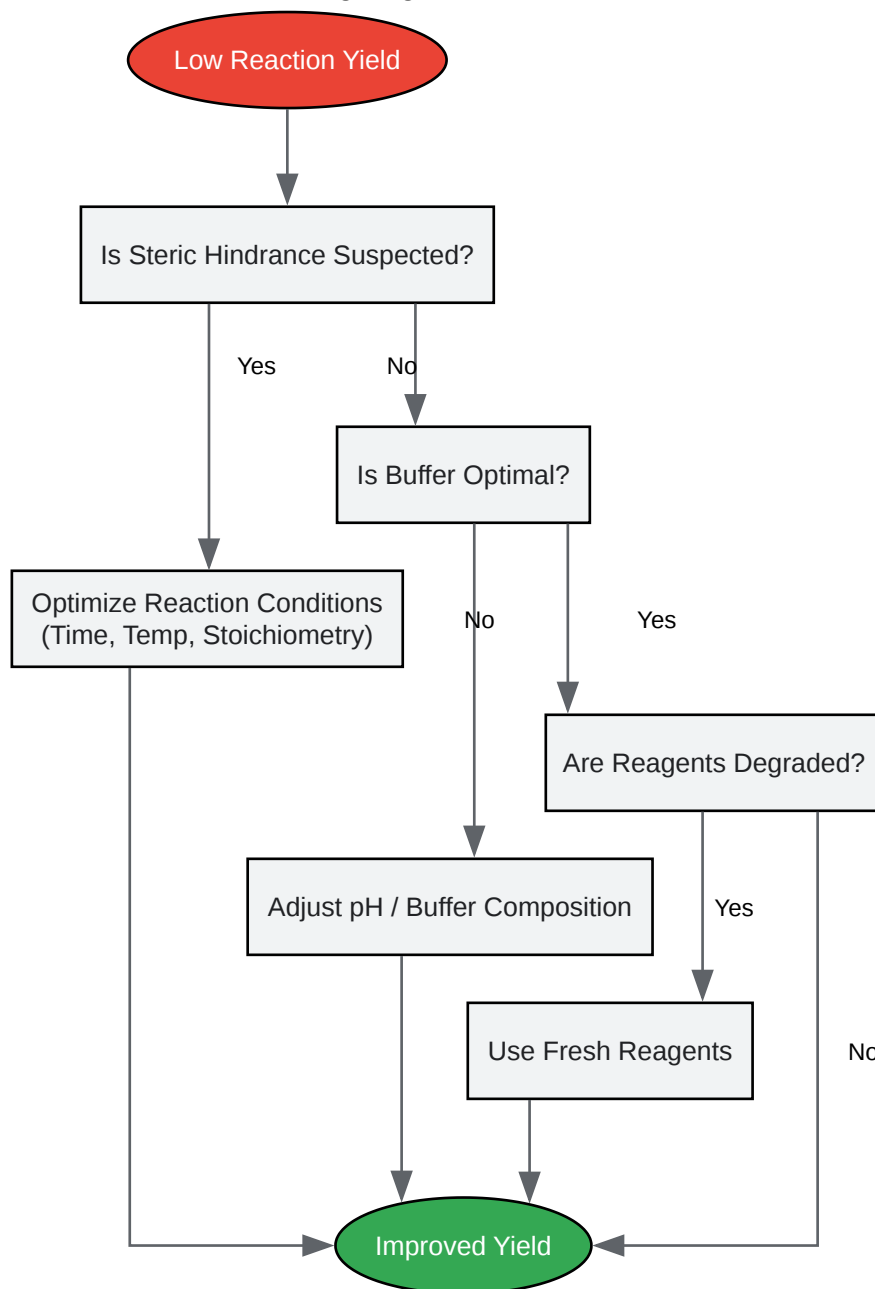 Low Reaction Yield
Is Steric Hindrance Suspected?
Yes
No
Is Buffer Optimal?
Optimize Reaction Conditions
(Time, Temp, Stoichiometry)
No
Yes
Are Reagents Degraded?
Adjust pH / Buffer Composition
Yes
Use Fresh Reagents
No
Improved Yield